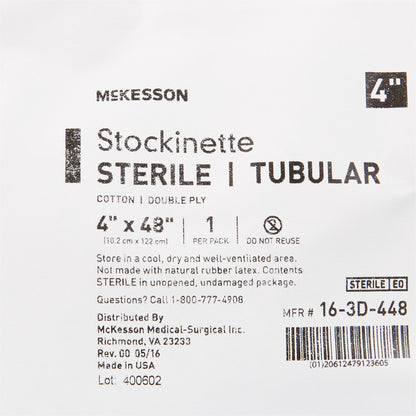 McKESSON
4"
Stockinette
STERILE | TUBULAR
COTTON | DOUBLE PLY
4" x 48"
(10.2 cm x 122 cm)
1
PER PACK
2
DO NOT REUSE
Store in a cool, dry and well-ventilated area.
Not made with natural rubber latex. Contents
STERILE in unopened, undamaged package.
STERILE EO
Questions? Call 1-800-777-4908
MFR # 16-3D-448
Distributed By
McKesson Medical-Surgical Inc.
Richmond, VA 23233
Rev. 00 05/16
Made in USA
Lot: 400602
(01)20612479123605